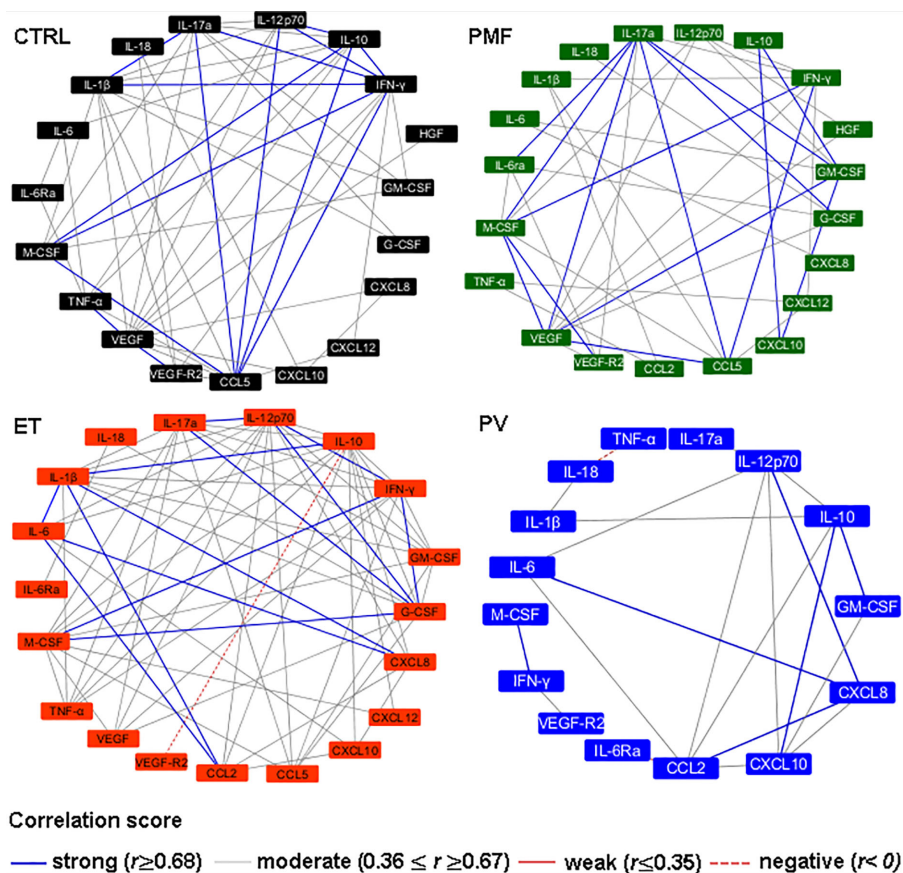 CTRL
IL-12p70
IL-17a
IL-10
IL-18
IL-1β
IFN-γ
IL-6
HGF
IL-6Ra
GM-CSF
M-CSF
G-CSF
TNF-α
CXCL8
VEGF
CXCL12
VEGF-R2
CXCL10
CCL5
PMF
IL-17a
IL-12p70
IL-10
IL-18
IL-1β
IFN-γ
IL-6
HGF
IL-6ra
GM-CSF
M-CSF
G-CSF
CXCL8
TNF-α
CXCL12
VEGF
CXCL10
VEGF-R2
CCL2
CCL5
ET
IL-17a
IL-12p70
IL-18
IL-10
IL-1β
IFN-γ
IL-6
GM-CSF
IL-6Ra
G-CSF
M-CSF
CXCL8
TNF-α
CXCL12
VEGF
CXCL10
VEGF-R2
CCL2
CCL5
PV
TNF-α
IL-17a
IL-18
IL-12p70
IL-1β
IL-10
IL-6
M-CSF
GM-CSF
IFN-γ
CXCL8
VEGF-R2
IL-6Ra
CCL2
CXCL10
Correlation score
strong (r≥0.68) moderate (0.36 ≤ r ≥0.67) weak (r≤0.35) negative (r< 0)